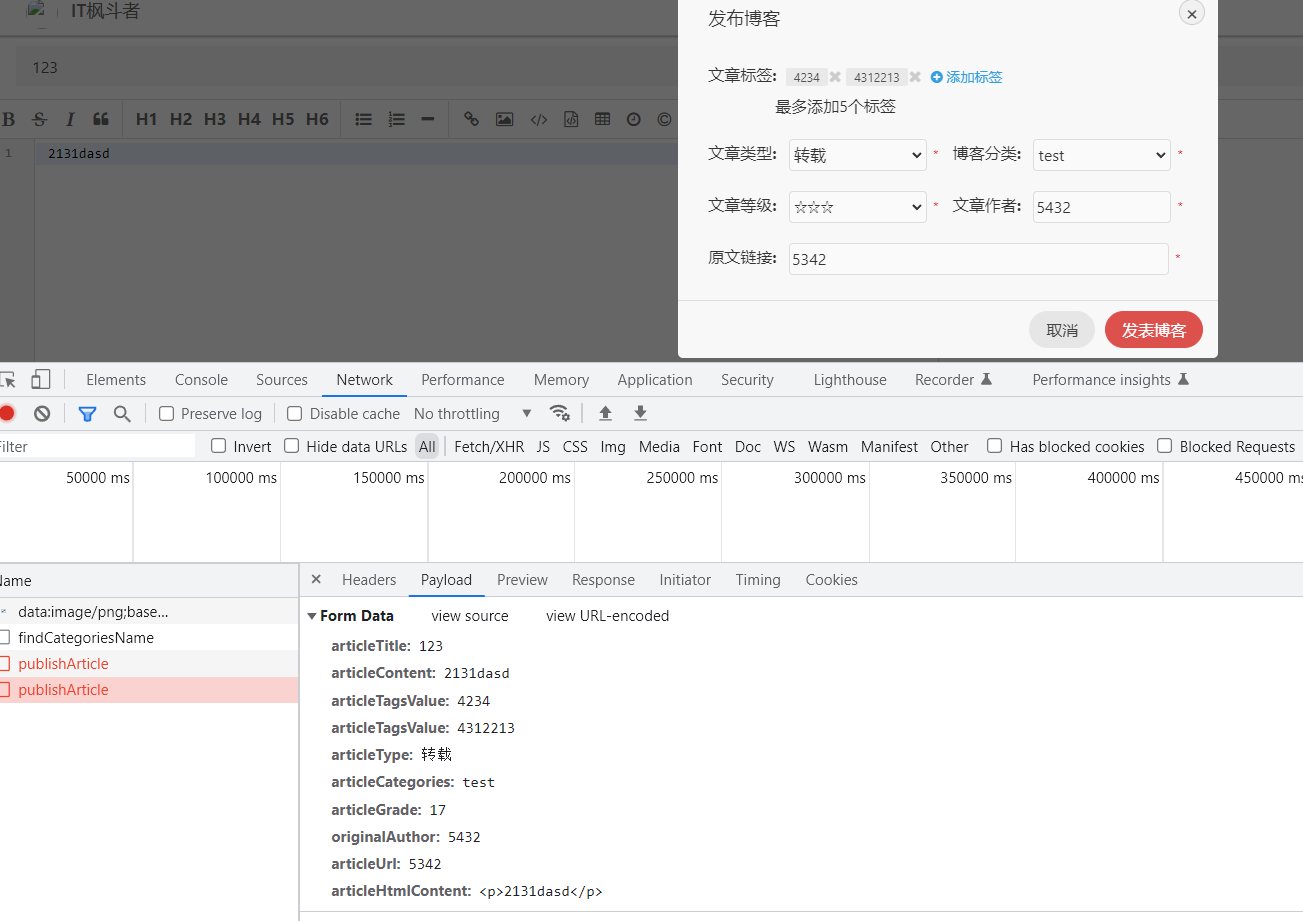 IT枫斗者
发布博客
123
文章标签: 4234 4312213 添加标签
最多添加5个标签
B S I H1 H2 H3 H4 H5 H6
1 2131dasd
文章类型: 转载 * 博客分类: test *
文章等级: ☆☆☆ * 文章作者: 5432 *
原文链接: 5342 *
取消 发表博客
Elements Console Sources Network Performance Memory Application Security Lighthouse Recorder Performance insights
Preserve log Disable cache No throttling
Filter Invert Hide data URLs All Fetch/XHR JS CSS Img Media Font Doc WS Wasm Manifest Other Has blocked cookies Blocked Requests
50000 ms 100000 ms 150000 ms 200000 ms 250000 ms 300000 ms 350000 ms 400000 ms 450000 ms
Name Headers Payload Preview Response Initiator Timing Cookies
data:image/png;base...
findCategoriesName
publishArticle
publishArticle
Form Data view source view URL-encoded
articleTitle: 123
articleContent: 2131dasd
articleTagsValue: 4234
articleTagsValue: 4312213
articleType: 转载
articleCategories: test
articleGrade: 17
originalAuthor: 5432
articleUrl: 5342
articleHtmlContent: <p>2131dasd</p>